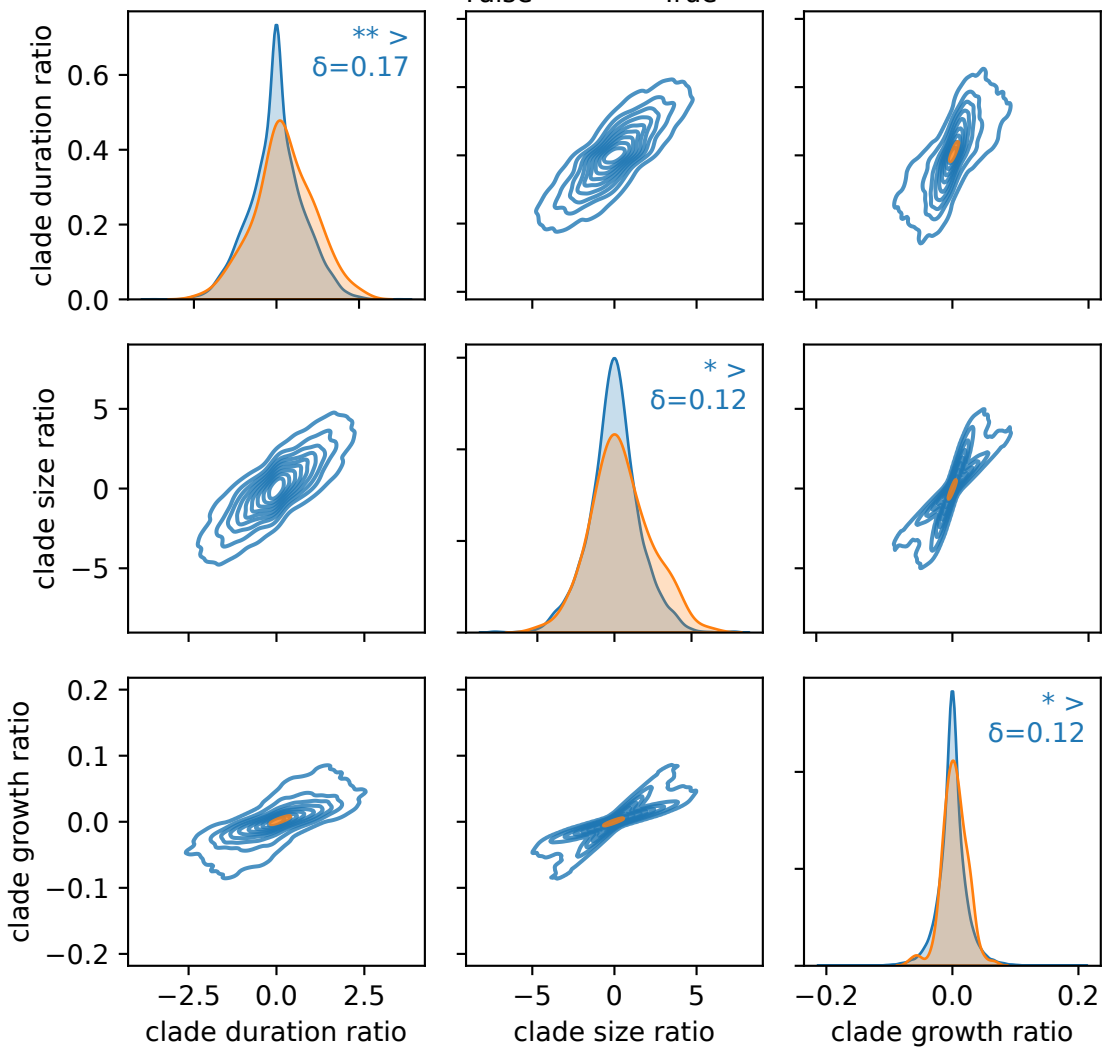 False True
clade duration ratio
0.6
0.4
0.2
0.0
** >
δ=0.17
clade size ratio
5
0
−5
* >
δ=0.12
clade growth ratio
0.2
0.1
0.0
−0.1
−0.2
* >
δ=0.12
−2.5 0.0 2.5
−5 0 5
−0.2 0.0 0.2
clade duration ratio
clade size ratio
clade growth ratio